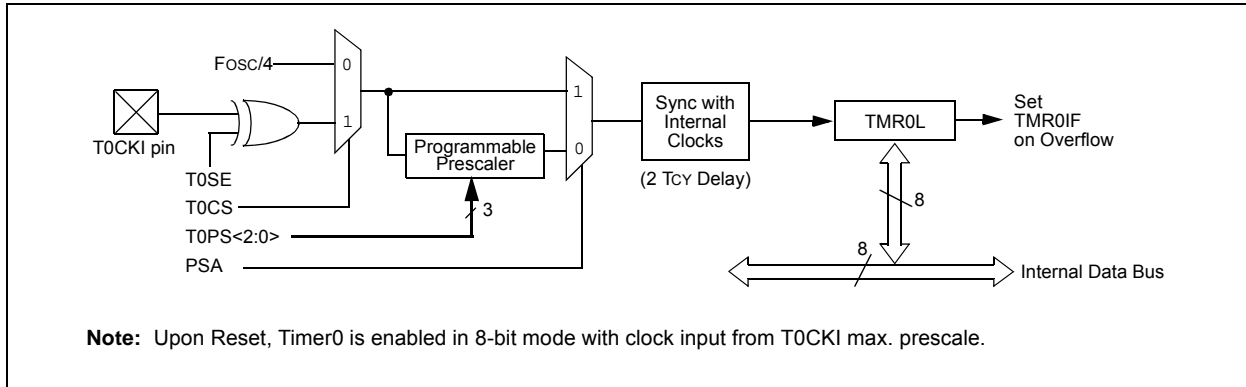 FOSC/4
0
1
T0CKI pin
T0SE
T0CS
T0PS<2:0>
PSA
Programmable
Prescaler
3
1
0
Sync with
Internal
Clocks
(2 TCY Delay)
TMR0L
Set
TMR0IF
on Overflow
8
8
Internal Data Bus
Note: Upon Reset, Timer0 is enabled in 8-bit mode with clock input from T0CKI max. prescale.